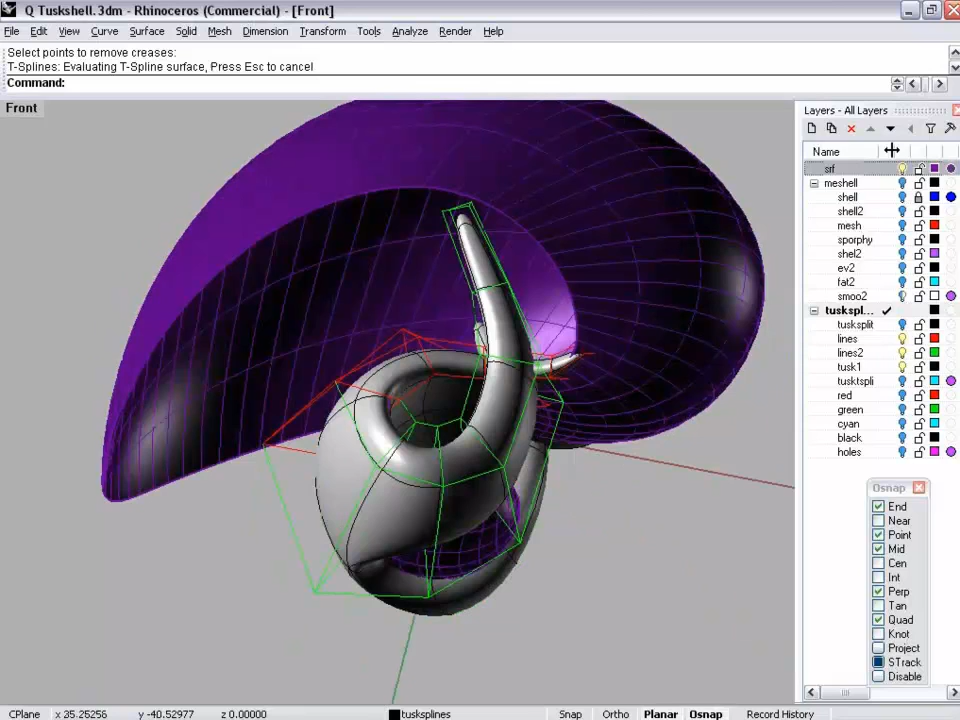 Q Tuskshell.3dm - Rhinoceros (Commercial) - [Front]
File Edit View Curve Surface Solid Mesh Dimension Transform Tools Analyze Render Help
Select points to remove creases:
T-Splines: Evaluating T-Spline surface, Press Esc to cancel
Command:
Front
Layers - All Layers
Name
srf
meshell
shell
shell2
mesh
sporphy
shel2
ev2
fat2
smoo2
tuskspl...
tusksplit
lines
lines2
tusk1
tusktspli
red
green
cyan
black
holes
Osnap
End
Near
Point
Mid
Cen
Int
Perp
Tan
Quad
Knot
Project
STrack
Disable
CPlane x 35.25256 y -40.52977 z 0.00000 tusksplines Snap Ortho Planar Osnap Record History